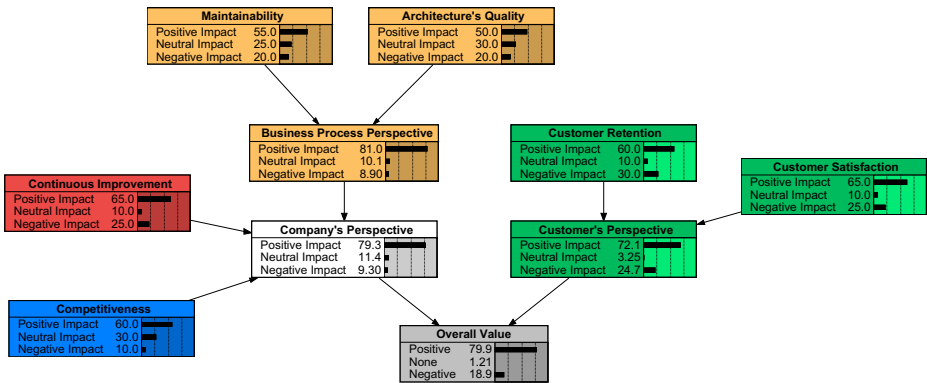 Maintainability
Positive Impact 55.0
Neutral Impact 25.0
Negative Impact 20.0
Architecture's Quality
Positive Impact 50.0
Neutral Impact 30.0
Negative Impact 20.0
Business Process Perspective
Positive Impact 81.0
Neutral Impact 10.1
Negative Impact 8.90
Customer Retention
Positive Impact 60.0
Neutral Impact 10.0
Negative Impact 30.0
Customer Satisfaction
Positive Impact 65.0
Neutral Impact 10.0
Negative Impact 25.0
Continuous Improvement
Positive Impact 65.0
Neutral Impact 10.0
Negative Impact 25.0
Company's Perspective
Positive Impact 79.3
Neutral Impact 11.4
Negative Impact 9.30
Customer's Perspective
Positive Impact 72.1
Neutral Impact 3.25
Negative Impact 24.7
Competitiveness
Positive Impact 60.0
Neutral Impact 30.0
Negative Impact 10.0
Overall Value
Positive 79.9
None 1.21
Negative 18.9